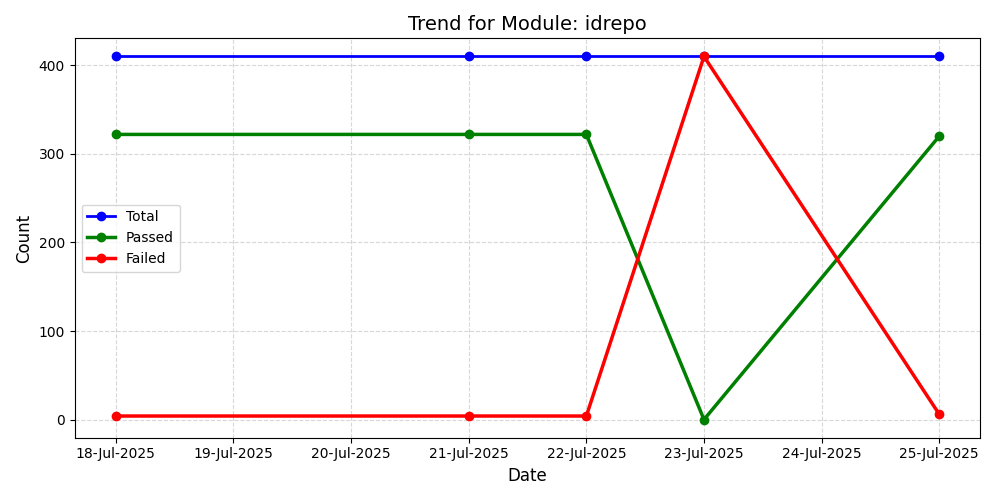 Trend for Module: idrepo
Count
400
300
200
100
0
Total
Passed
Failed
18-Jul-2025 19-Jul-2025 20-Jul-2025 21-Jul-2025 22-Jul-2025 23-Jul-2025 24-Jul-2025 25-Jul-2025
Date